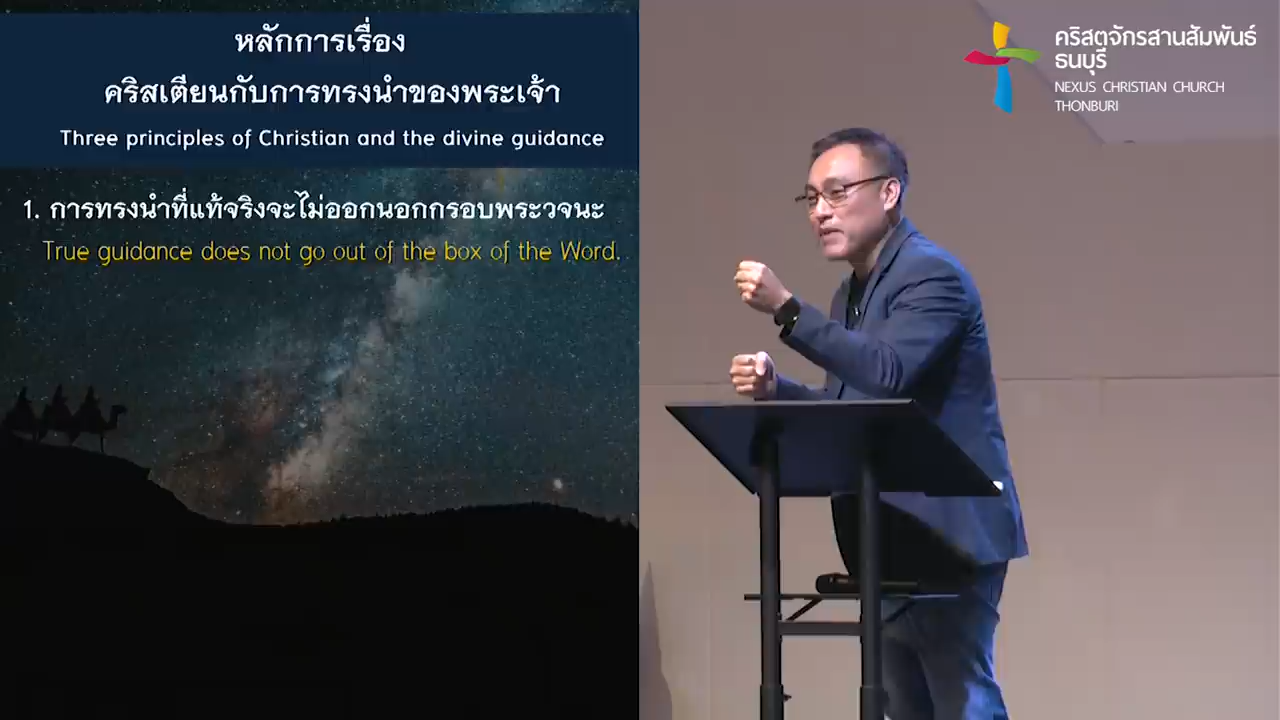 หลักการเรื่อง
คริสเตียนกับการทรงนำของพระเจ้า
Three principles of Christian and the divine guidance
1. การทรงนำที่แท้จริงจะไม่ออกนอกกรอบพระวจนะ
True guidance does not go out of the box of the Word.
คริสตจักรสานสัมพันธ์
ธนบุรี
NEXUS CHRISTIAN CHURCH
THONBURI